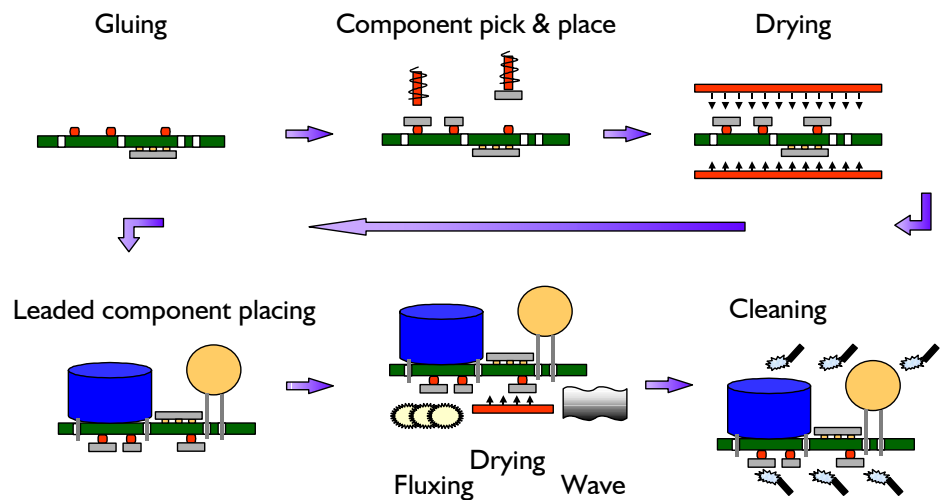 Gluing
Component pick & place
Drying
Leaded component placing
Cleaning
Drying
Fluxing
Wave